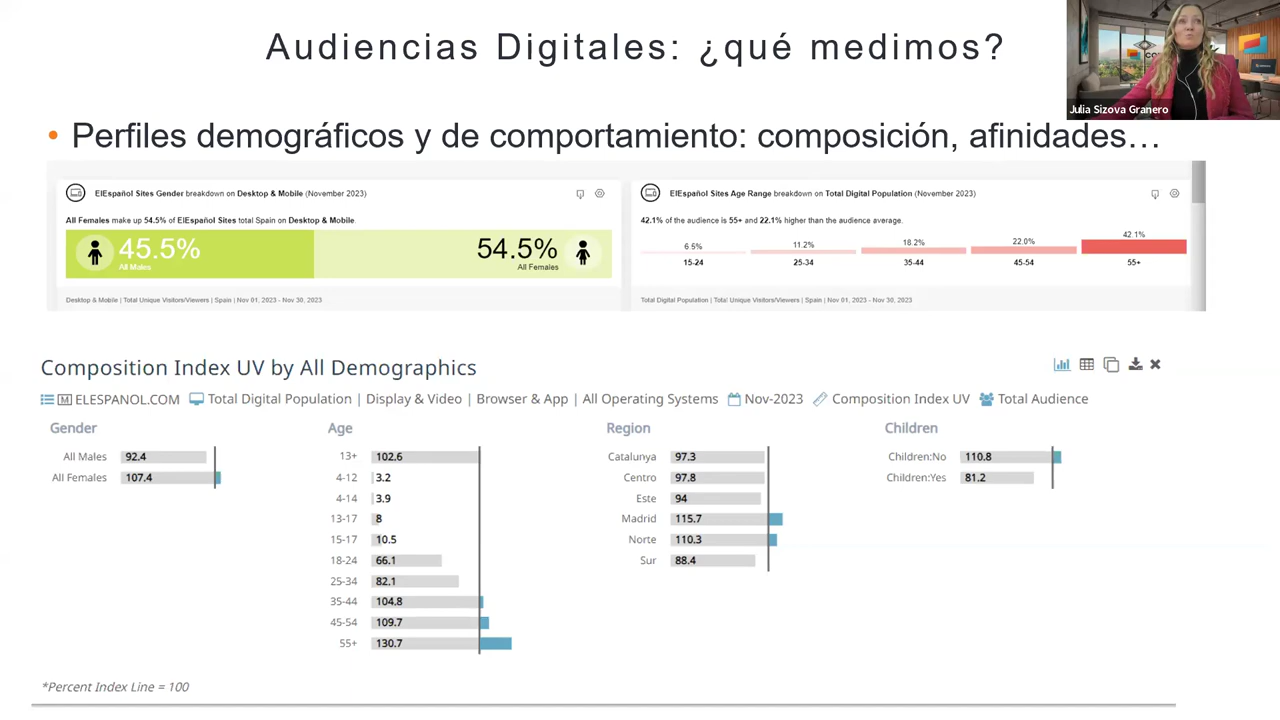 Audiencias Digitales: ¿qué medimos?
Julia Sizova Granero
• Perfiles demográficos y de comportamiento: composición, afinidades…
ElEspañol Sites Gender breakdown on Desktop & Mobile (November 2023)
All Females make up 54.5% of ElEspañol Sites total Spain on Desktop & Mobile.
45.5%
All Males
54.5%
All Females
Desktop & Mobile | Total Unique Visitors/Viewers | Spain | Nov 01, 2023 - Nov 30, 2023
ElEspañol Sites Age Range breakdown on Total Digital Population (November 2023)
42.1% of the audience is 55+ and 22.1% higher than the audience average.
6.5% 11.2% 18.2% 22.0% 42.1%
15-24 25-34 35-44 45-54 55+
Total Digital Population | Total Unique Visitors/Viewers | Spain | Nov 01, 2023 - Nov 30, 2023
Composition Index UV by All Demographics
M ELESPANOL.COM Total Digital Population | Display & Video | Browser & App | All Operating Systems Nov-2023 Composition Index UV Total Audience
Gender
All Males 92.4
All Females 107.4
Age
13+ 102.6
4-12 3.2
4-14 3.9
13-17 8
15-17 10.5
18-24 66.1
25-34 82.1
35-44 104.8
45-54 109.7
55+ 130.7
Region
Catalunya 97.3
Centro 97.8
Este 94
Madrid 115.7
Norte 110.3
Sur 88.4
Children
Children:No 110.8
Children:Yes 81.2
*Percent Index Line = 100